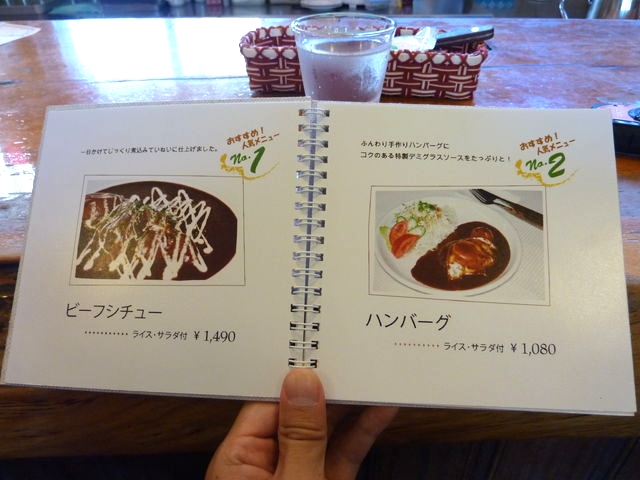 一日かけてじっくり煮込みていねいに仕上げました。
おすすめ!
人気メニュー
No.1
ビーフシチュー
ライス・サラダ付 ¥1,490
ふんわり手作りハンバーグに
コクのある特製デミグラスソースをたっぷりと!
おすすめ!
人気メニュー
No.2
ハンバーグ
ライス・サラダ付 ¥1,080